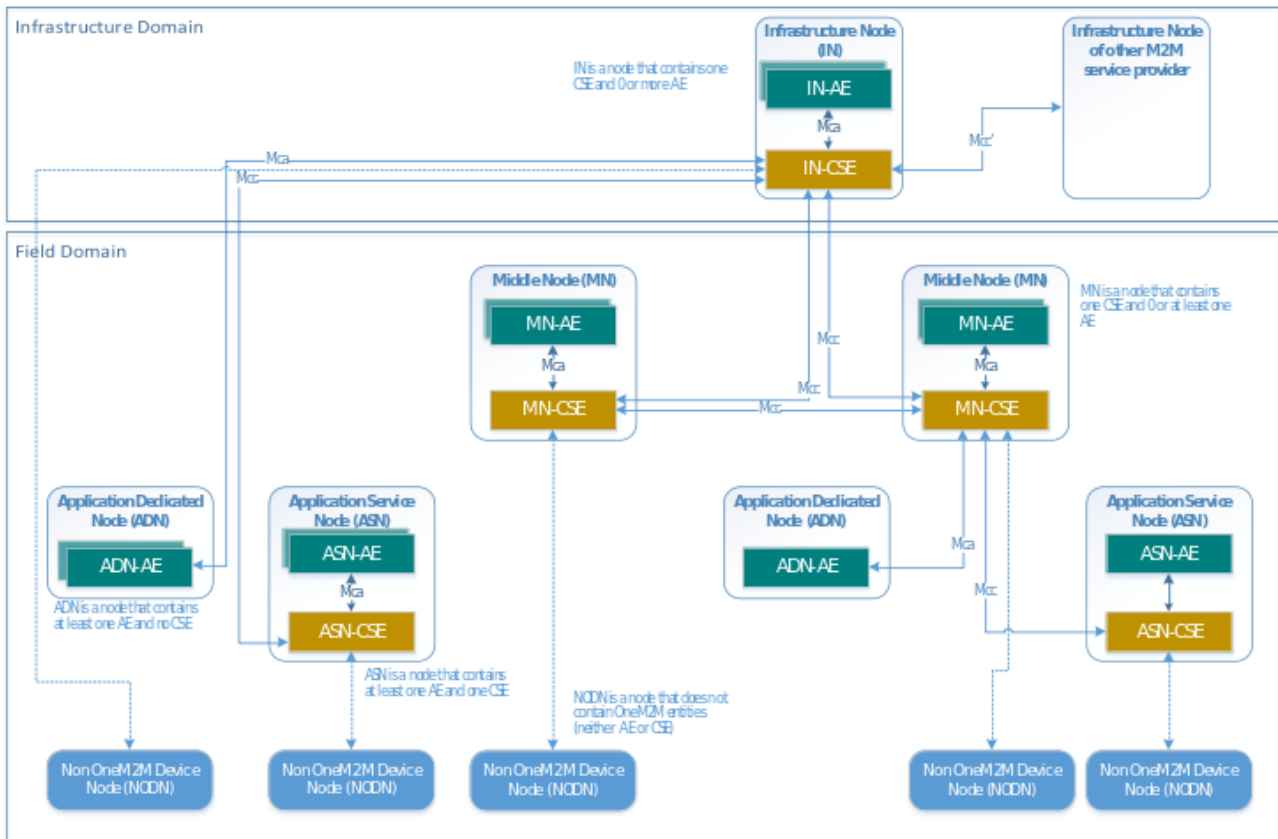 Infrastructure Domain
Infrastructure Node
(IN)
IN is a node that contains one
CSE and 0 or more AE
IN-AE
Mca
IN-CSE
Infrastructure Node
of other M2M
service provider
Mcc'
Mca
Mcc
Field Domain
Middle Node (MN)
MN-AE
Mca
MN-CSE
Mcc
Mcc
Mcc
Middle Node (MN)
MN-AE
Mca
MN-CSE
MN is a node that contains
one CSE and 0 or at least one
AE
Application Dedicated
Node (ADN)
ADN-AE
ADN is a node that contains
at least one AE and no CSE
Application Service
Node (ASN)
ASN-AE
Mca
ASN-CSE
ASN is a node that contains
at least one AE and one CSE
Application Dedicated
Node (ADN)
ADN-AE
Mca
Mcc
Application Service
Node (ASN)
ASN-AE
ASN-CSE
NODN is a node that does not
contain OneM2M entities
(neither AE or CSE)
Non OneM2M Device
Node (NODN)
Non OneM2M Device
Node (NODN)
Non OneM2M Device
Node (NODN)
Non OneM2M Device
Node (NODN)
Non OneM2M Device
Node (NODN)